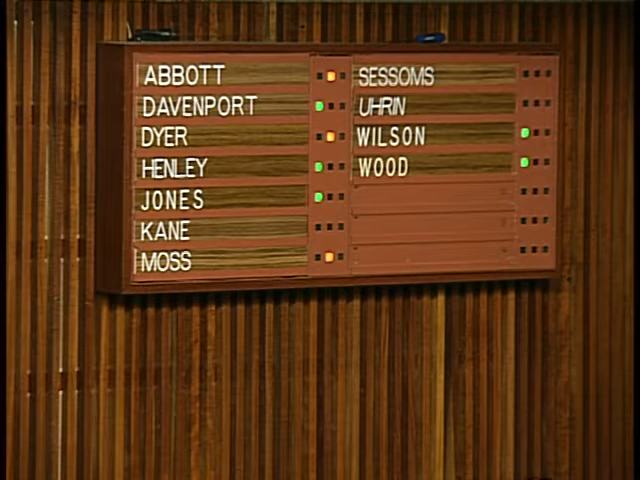 ABBOTT
DAVENPORT
DYER
HENLEY
JONES
KANE
MOSS
SESSOMS
UHRIN
WILSON
WOOD